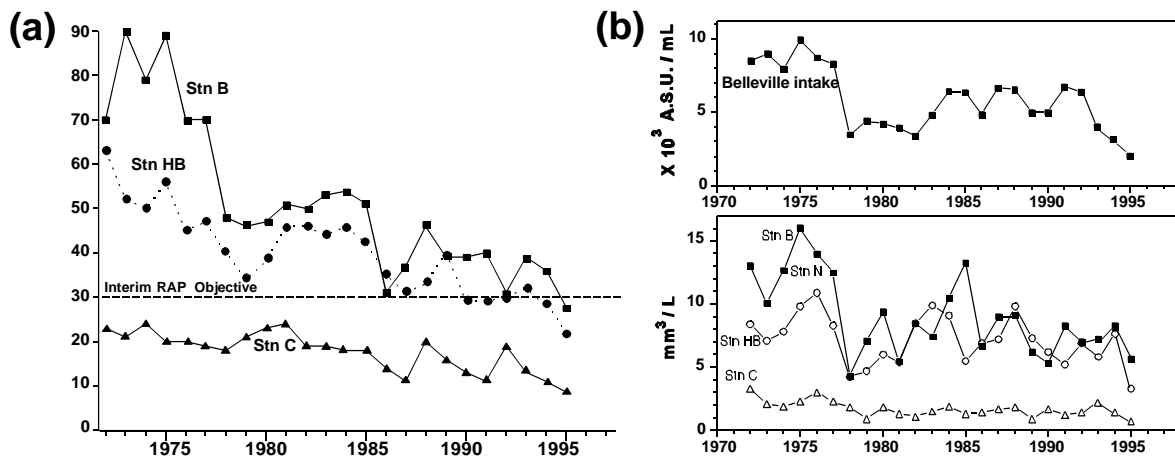 (a)
90
80
70
60
50
40
30
20
10
0
Stn B
Stn HB
Interim RAP Objective
Stn C
1975 1980 1985 1990 1995
(b)
X 10³ A.S.U. / mL
10
5
0
Belleville intake
1970 1975 1980 1985 1990 1995
mm³ / L
15
10
5
0
Stn B
Stn N
Stn HB
Stn C
1970 1975 1980 1985 1990 1995